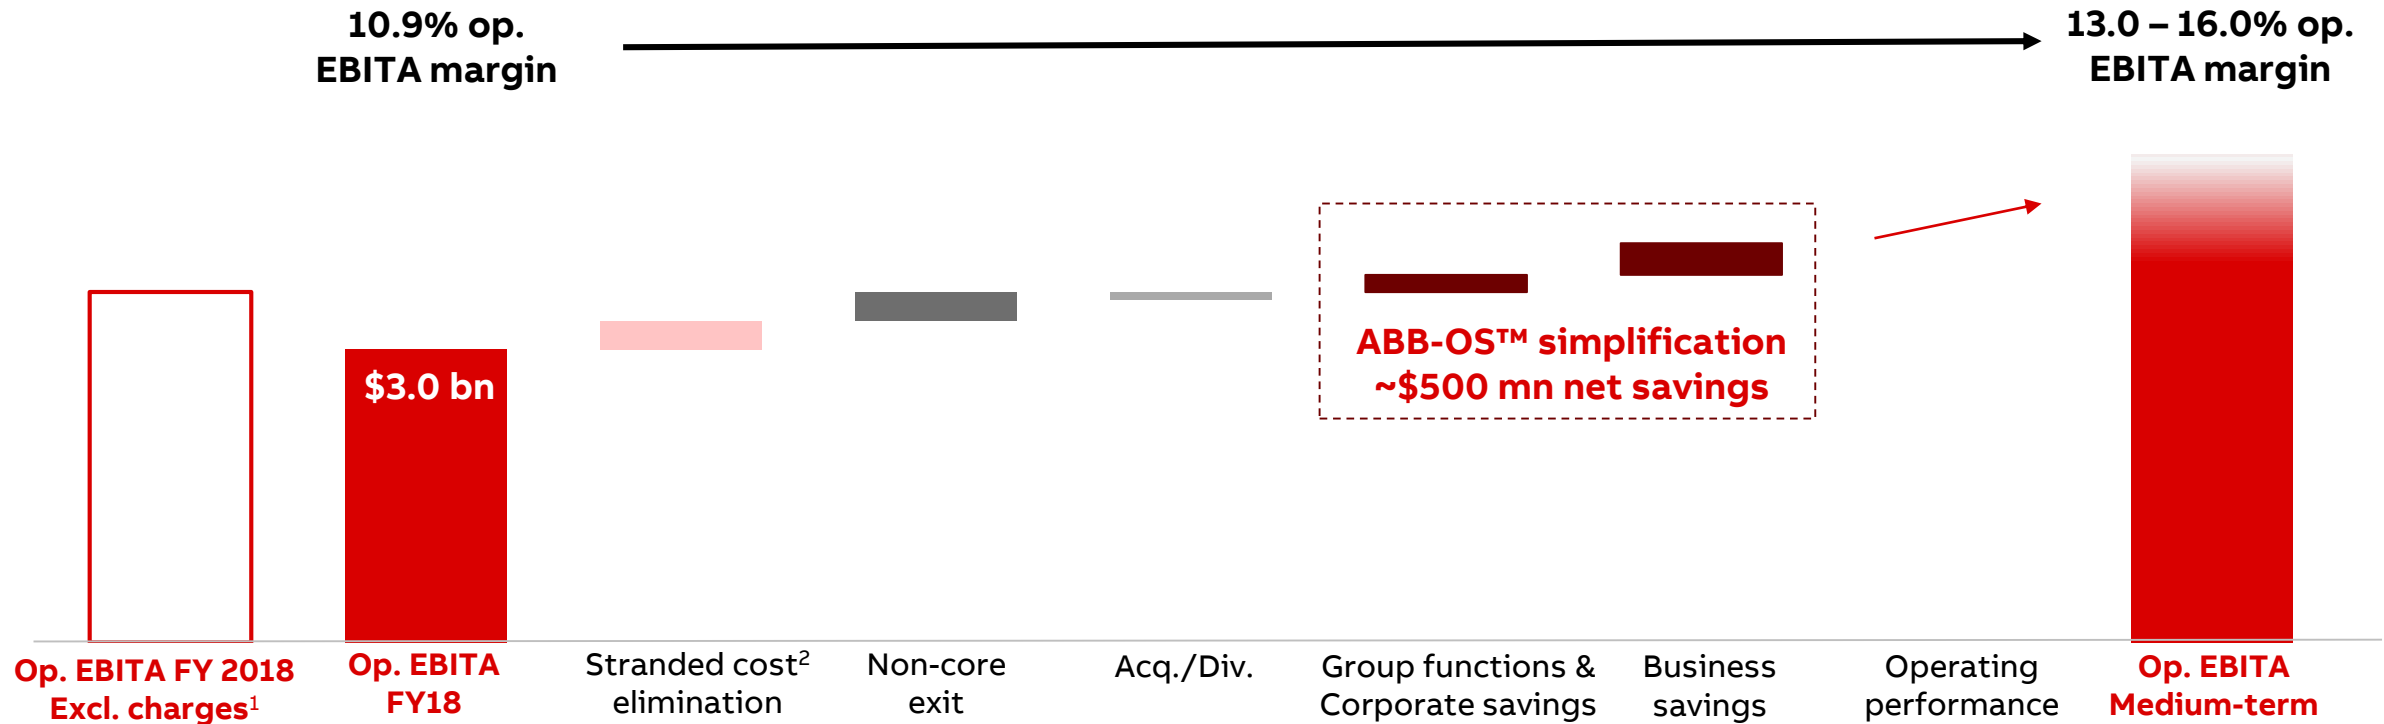 10.9% op.
EBITA margin
13.0 – 16.0% op.
EBITA margin
$3.0 bn
ABB-OS™ simplification
~$500 mn net savings
Op. EBITA FY 2018
Excl. charges¹
Op. EBITA
FY18
Stranded cost²
elimination
Non-core
exit
Acq./Div.
Group functions &
Corporate savings
Business
savings
Operating
performance
Op. EBITA
Medium-term